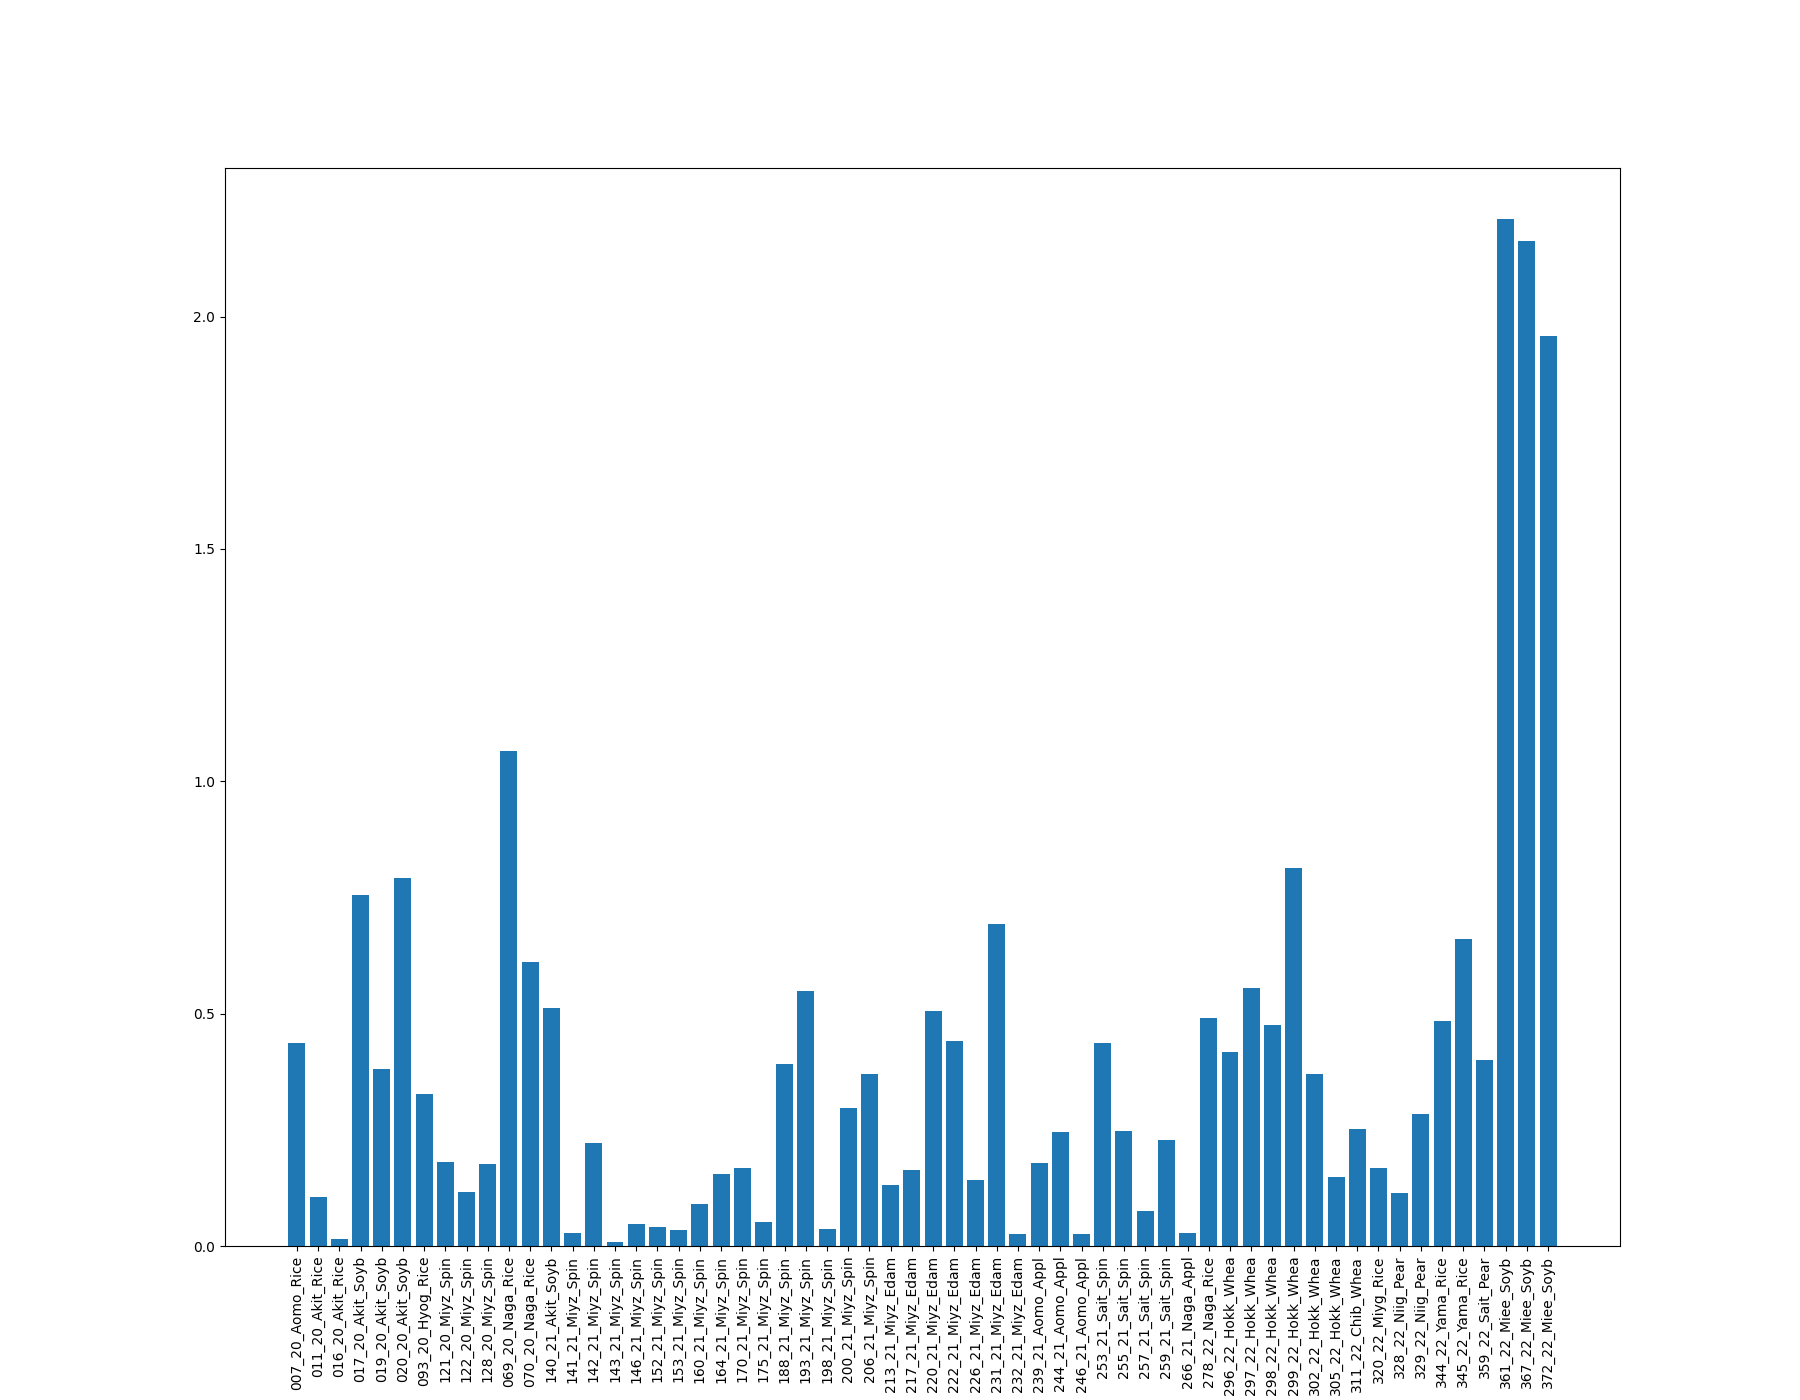 2.0
1.5
1.0
0.5
0.0
007_20_Aomo_Rice
011_20_Akit_Rice
016_20_Akit_Rice
017_20_Akit_Soyb
019_20_Akit_Soyb
020_20_Akit_Soyb
093_20_Hyog_Rice
121_20_Miyz_Spin
122_20_Miyz_Spin
128_20_Miyz_Spin
069_20_Naga_Rice
070_20_Naga_Rice
140_21_Akit_Soyb
141_21_Miyz_Spin
142_21_Miyz_Spin
143_21_Miyz_Spin
146_21_Miyz_Spin
152_21_Miyz_Spin
153_21_Miyz_Spin
160_21_Miyz_Spin
164_21_Miyz_Spin
170_21_Miyz_Spin
175_21_Miyz_Spin
188_21_Miyz_Spin
193_21_Miyz_Spin
198_21_Miyz_Spin
200_21_Miyz_Spin
206_21_Miyz_Spin
213_21_Miyz_Edam
217_21_Miyz_Edam
220_21_Miyz_Edam
222_21_Miyz_Edam
226_21_Miyz_Edam
231_21_Miyz_Edam
232_21_Miyz_Edam
239_21_Aomo_Appl
244_21_Aomo_Appl
246_21_Aomo_Appl
253_21_Sait_Spin
255_21_Sait_Spin
257_21_Sait_Spin
259_21_Sait_Spin
266_21_Naga_Appl
278_22_Naga_Rice
296_22_Hokk_Whea
297_22_Hokk_Whea
298_22_Hokk_Whea
299_22_Hokk_Whea
302_22_Hokk_Whea
305_22_Hokk_Whea
311_22_Chib_Whea
320_22_Miyg_Rice
328_22_Niig_Pear
329_22_Niig_Pear
344_22_Yama_Rice
345_22_Yama_Rice
359_22_Sait_Pear
361_22_Miee_Soyb
367_22_Miee_Soyb
372_22_Miee_Soyb